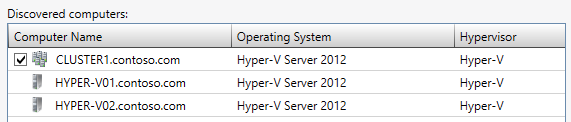 Discovered computers:
Computer Name Operating System Hypervisor
CLUSTER1.contoso.com Hyper-V Server 2012 Hyper-V
HYPER-V01.contoso.com Hyper-V Server 2012 Hyper-V
HYPER-V02.contoso.com Hyper-V Server 2012 Hyper-V